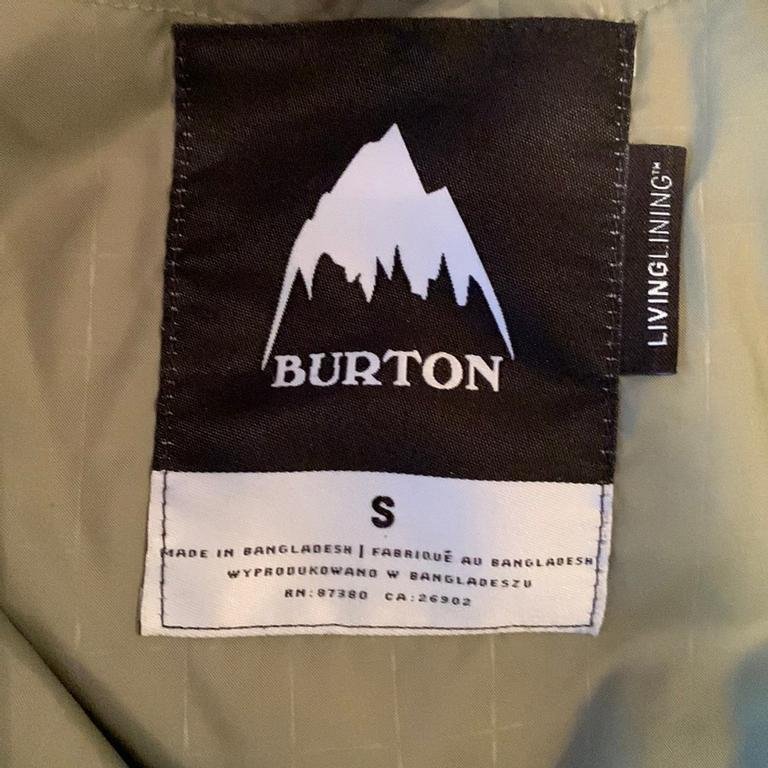 BURTON
LIVINGLINING™
S
MADE IN BANGLADESH | FABRIQUÉ AU BANGLADESH
WYPRODUKOWANO W BANGLADESZU
RN:87380 CA:26902